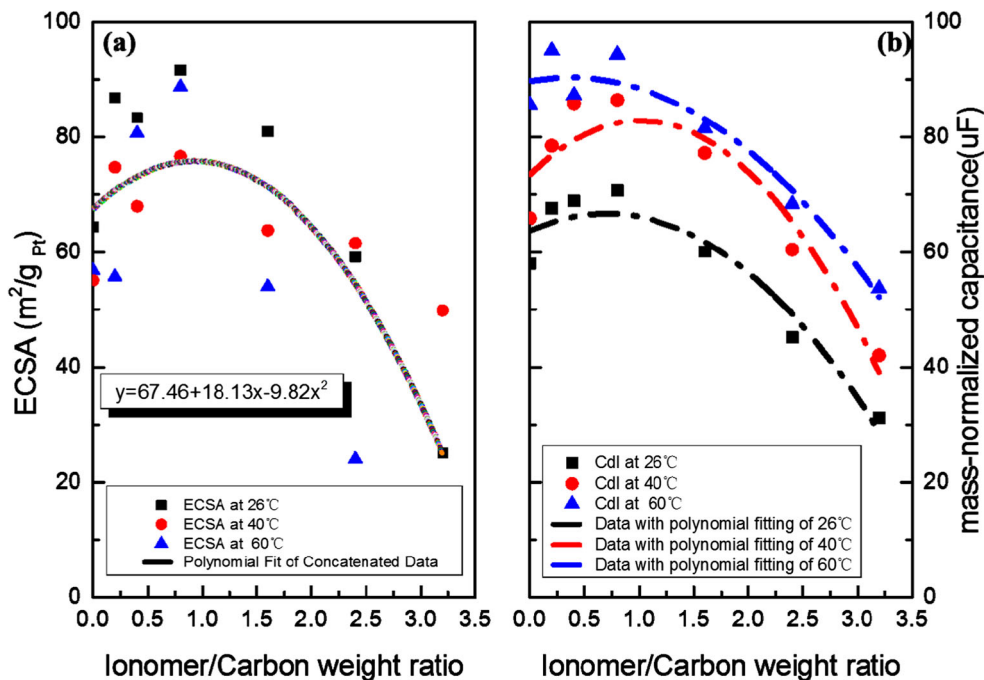 (a)
100
80
60
40
20
0
ECSA (m²/g Pt)
y=67.46+18.13x-9.82x²
ECSA at 26℃
ECSA at 40℃
ECSA at 60℃
Polynomial Fit of Concatenated Data
0.0 0.5 1.0 1.5 2.0 2.5 3.0 3.5
Ionomer/Carbon weight ratio
(b)
Cdl at 26℃
Cdl at 40℃
Cdl at 60℃
Data with polynomial fitting of 26℃
Data with polynomial fitting of 40℃
Data with polynomial fitting of 60℃
0.0 0.5 1.0 1.5 2.0 2.5 3.0 3.5
Ionomer/Carbon weight ratio
100
80
60
40
20
0
mass-normalized capacitance(uF)